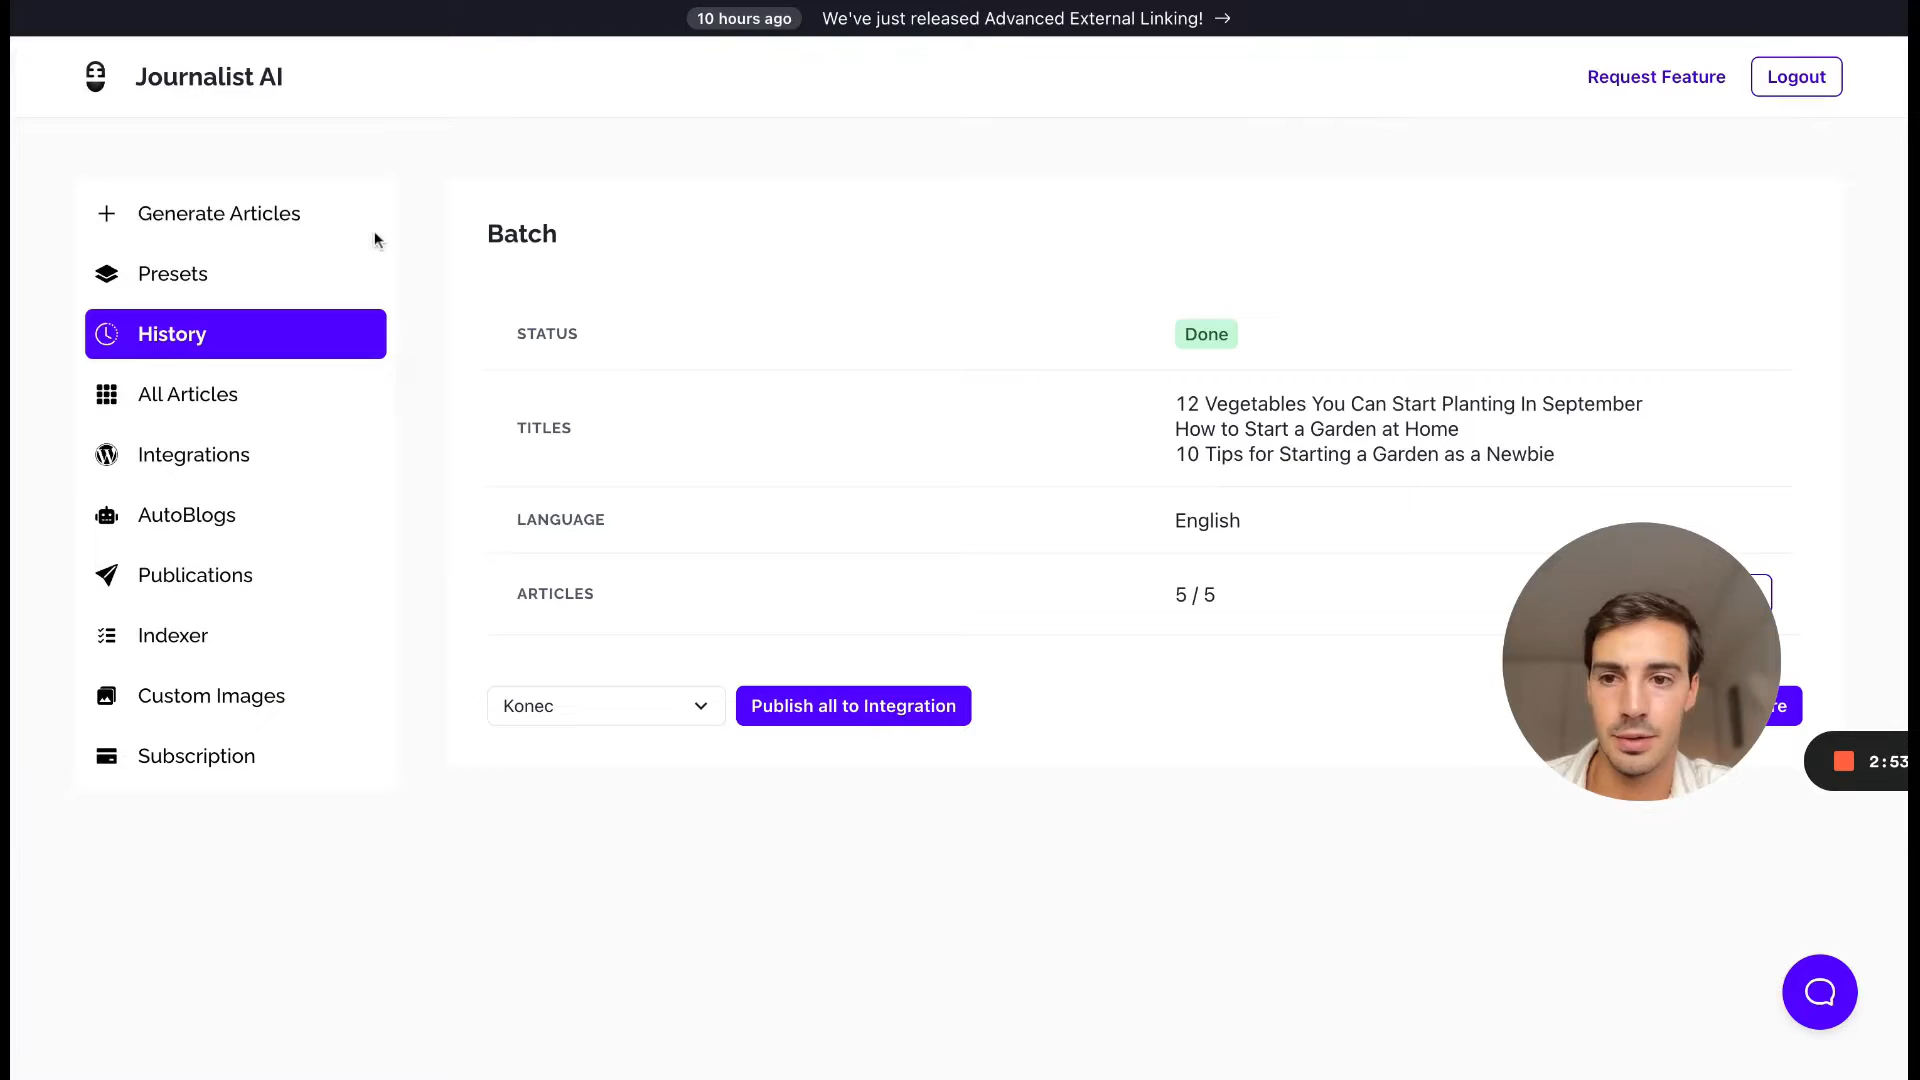 10 hours ago We've just released Advanced External Linking! →
Journalist AI
Request Feature
Logout
Generate Articles
Presets
History
All Articles
Integrations
AutoBlogs
Publications
Indexer
Custom Images
Subscription
Batch
STATUS
Done
TITLES
12 Vegetables You Can Start Planting In September
How to Start a Garden at Home
10 Tips for Starting a Garden as a Newbie
LANGUAGE
English
ARTICLES
5 / 5
Konec
Publish all to Integration
2:53